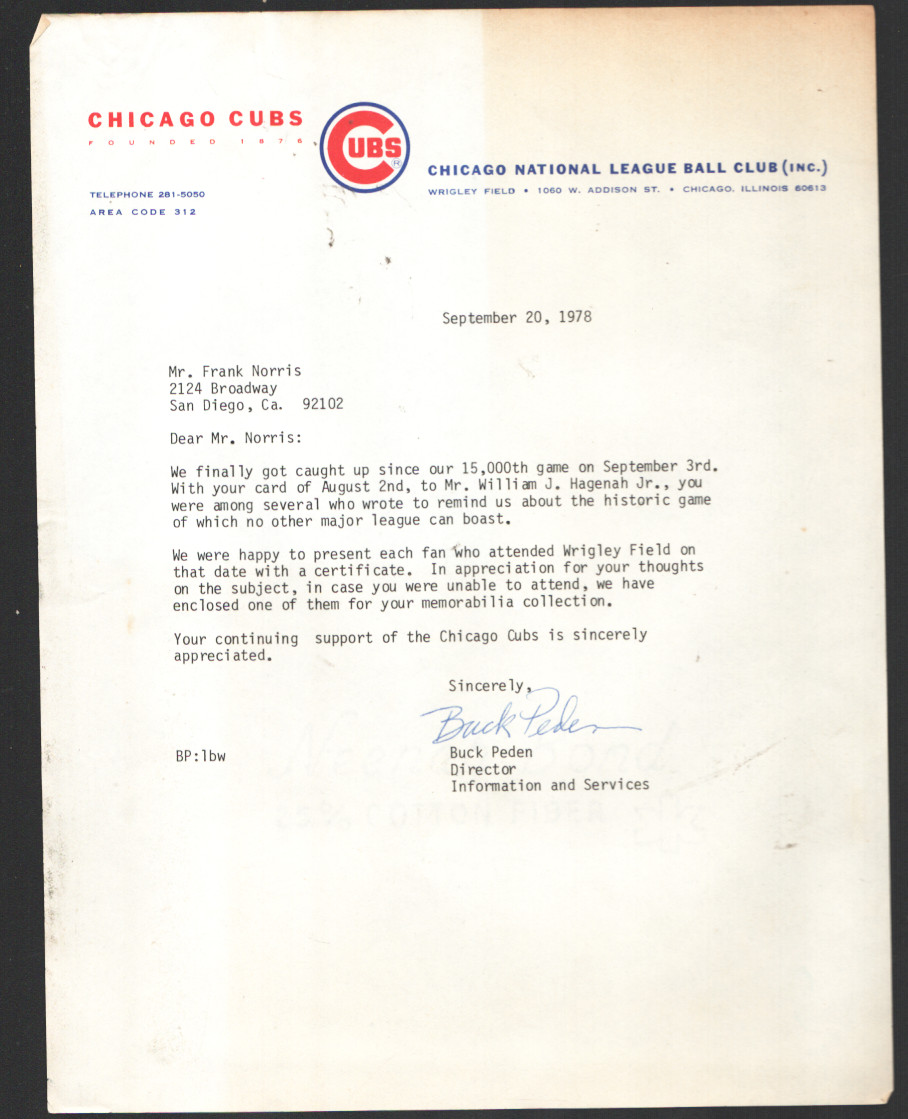 CHICAGO CUBS
FOUNDED 1876
CUBS
®
CHICAGO NATIONAL LEAGUE BALL CLUB (INC.)
WRIGLEY FIELD • 1060 W. ADDISON ST. • CHICAGO, ILLINOIS 60613
TELEPHONE 281-5050
AREA CODE 312
September 20, 1978
Mr. Frank Norris
2124 Broadway
San Diego, Ca. 92102
Dear Mr. Norris:
We finally got caught up since our 15,000th game on September 3rd.
With your card of August 2nd, to Mr. William J. Hagenah Jr., you
were among several who wrote to remind us about the historic game
of which no other major league can boast.
We were happy to present each fan who attended Wrigley Field on
that date with a certificate. In appreciation for your thoughts
on the subject, in case you were unable to attend, we have
enclosed one of them for your memorabilia collection.
Your continuing support of the Chicago Cubs is sincerely
appreciated.
Sincerely,
Buck Peden
BP:lbw
Buck Peden
Director
Information and Services